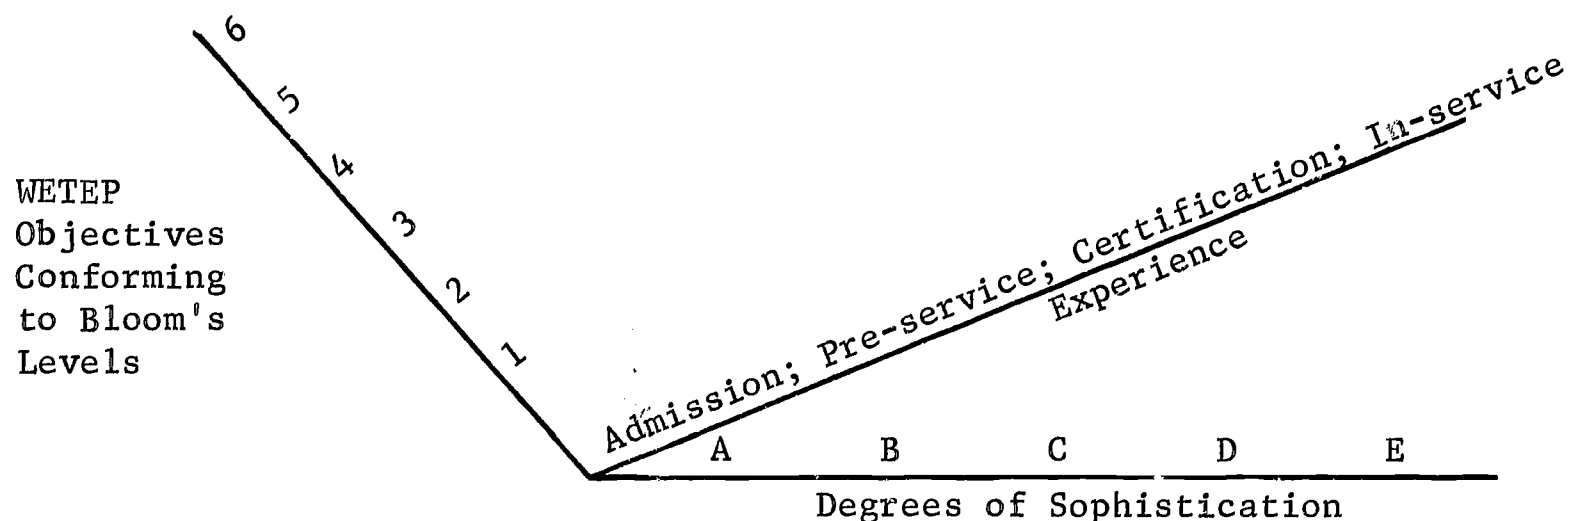 6
5
4
3
2
1
WETEP
Objectives
Conforming
to Bloom's
Levels
Admission; Pre-service; Certification; In-service
Experience
A B C D E
Degrees of Sophistication